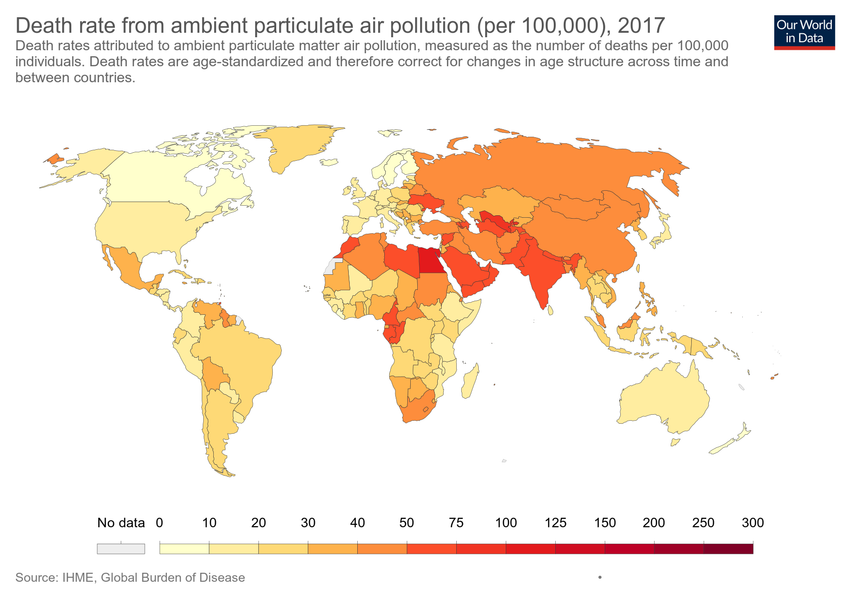 Death rate from ambient particulate air pollution (per 100,000), 2017
Our World
in Data
Death rates attributed to ambient particulate matter air pollution, measured as the number of deaths per 100,000
individuals. Death rates are age-standardized and therefore correct for changes in age structure across time and
between countries.
No data 0 10 20 30 40 50 75 100 125 150 200 250 300
Source: IHME, Global Burden of Disease